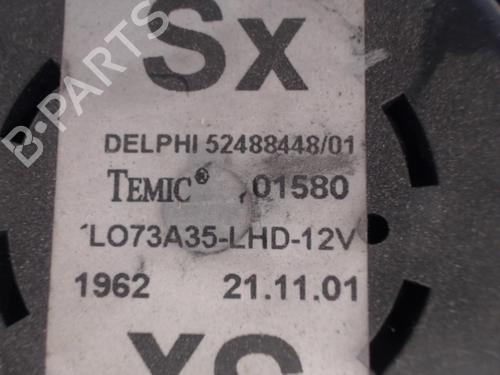 Sx
DELPHI 52488448/01
TEMIC® 01580
LO73A35-LHD-12V
1962 21.11.01
B-PARTS